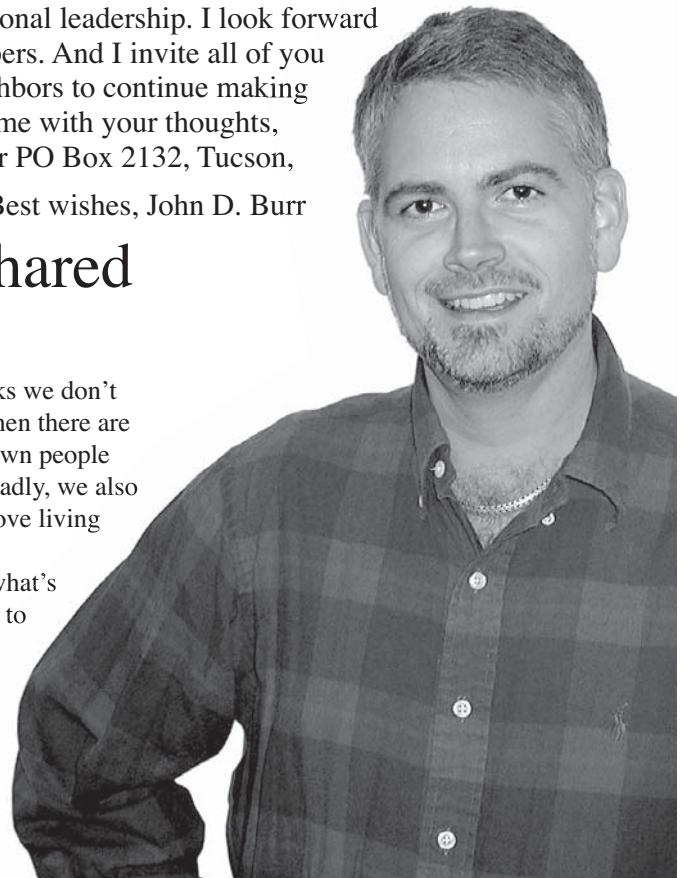 onal leadership. I look forward
ers. And I invite all of you
hbors to continue making
me with your thoughts,
r PO Box 2132, Tucson,
Best wishes, John D. Burr
hared
ks we don’t
hen there are
wn people
adly, we also
ove living
what’s
to